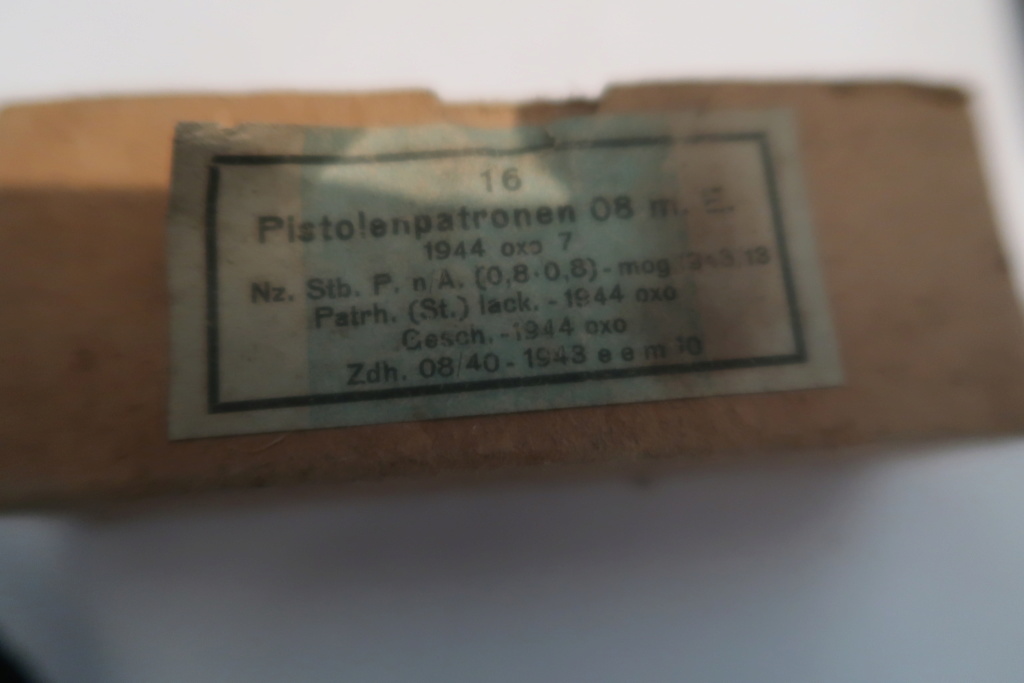 16
Pistolenpatronen 08 m. E.
1944 oxo 7
Nz. Stb. P. n/A. (0,8·0,8) - mog
Patrh. (St.) lack. - 1944 oxo
Gesch. - 1944 oxo
Zdh. 08/40 - 1943 e e m 10